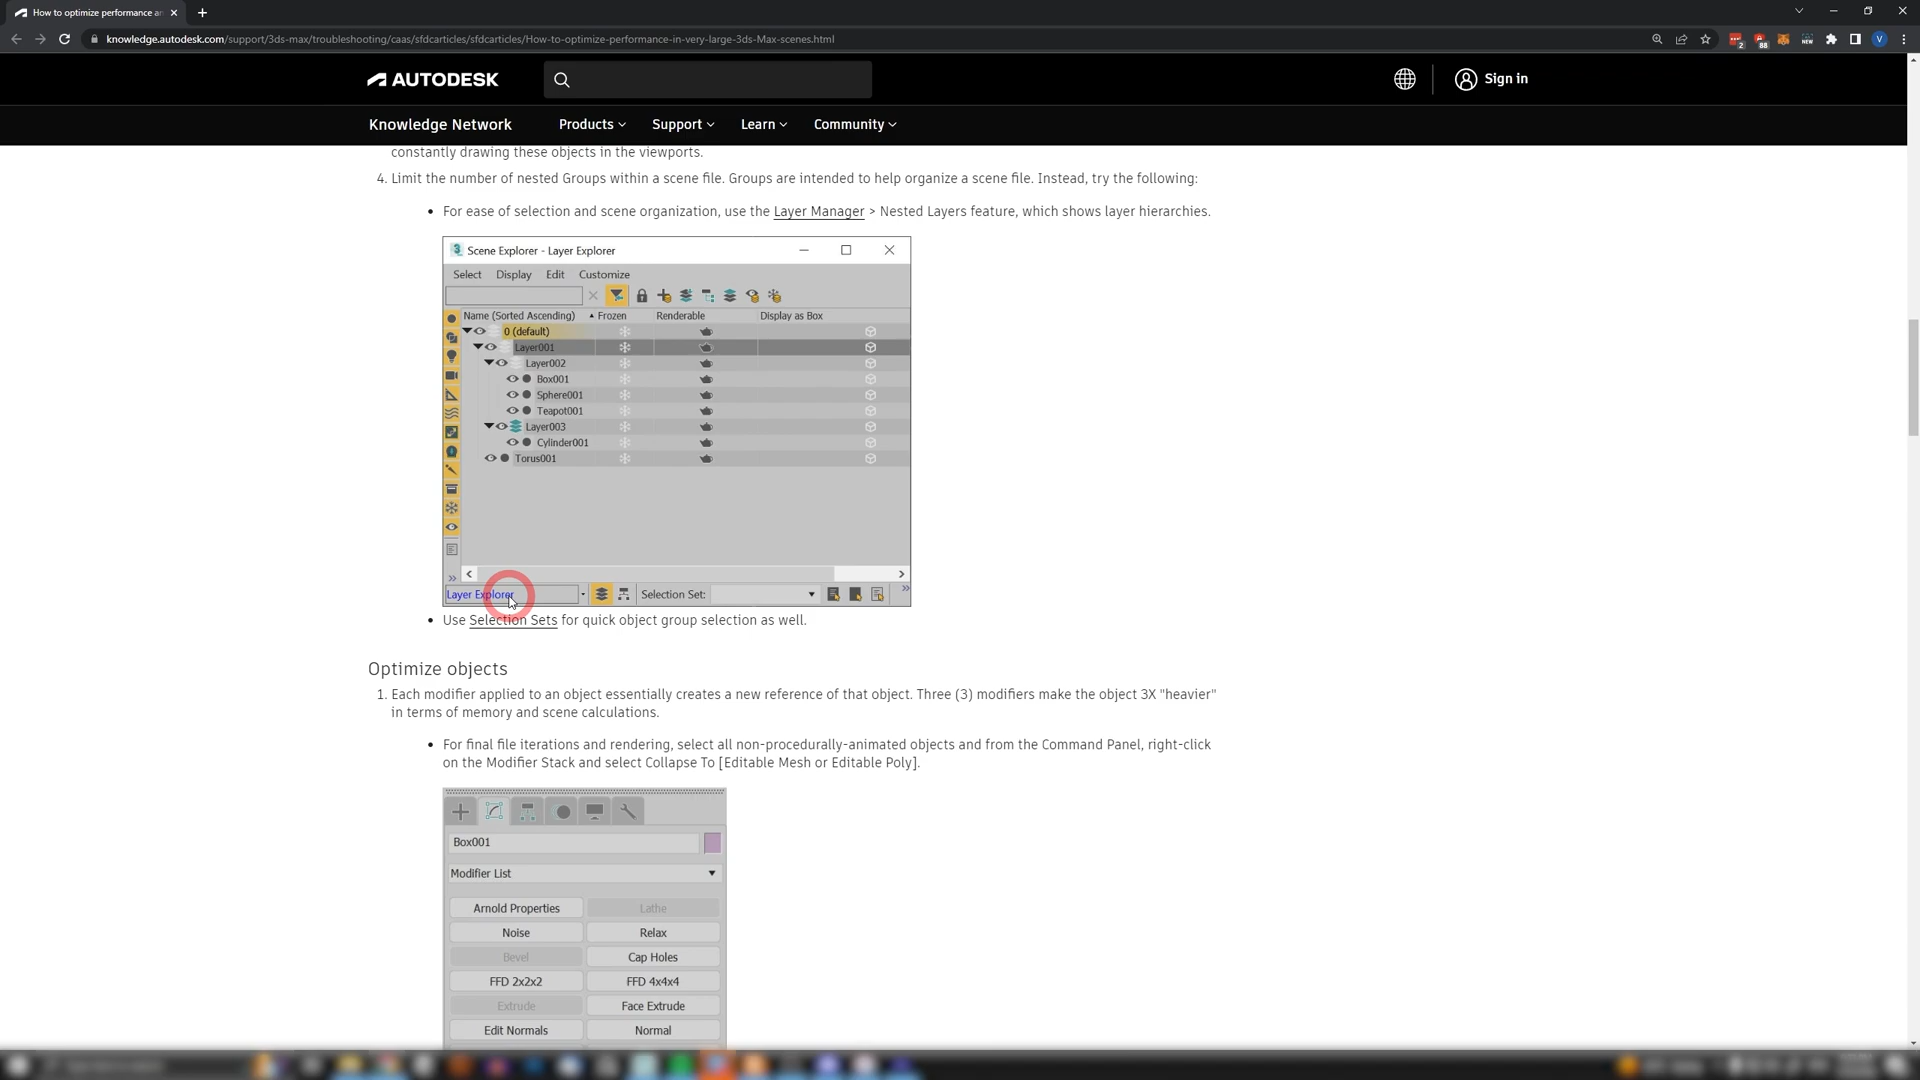 How to optimize performance an
knowledge.autodesk.com/support/3ds-max/troubleshooting/caas/sfdcarticles/sfdcarticles/How-to-optimize-performance-in-very-large-3ds-Max-scenes.html
2
88
NEW
V
AUTODESK
Sign in
Knowledge Network
Products
Support
Learn
Community
constantly drawing these objects in the viewports.
4. Limit the number of nested Groups within a scene file. Groups are intended to help organize a scene file. Instead, try the following:
• For ease of selection and scene organization, use the Layer Manager > Nested Layers feature, which shows layer hierarchies.
3 Scene Explorer - Layer Explorer
Select Display Edit Customize
Name (Sorted Ascending) Frozen Renderable Display as Box
0 (default)
Layer001
Layer002
Box001
Sphere001
Teapot001
Layer003
Cylinder001
Torus001
Layer Explorer
Selection Set:
• Use Selection Sets for quick object group selection as well.
Optimize objects
1. Each modifier applied to an object essentially creates a new reference of that object. Three (3) modifiers make the object 3X "heavier"
in terms of memory and scene calculations.
• For final file iterations and rendering, select all non-procedurally-animated objects and from the Command Panel, right-click
on the Modifier Stack and select Collapse To [Editable Mesh or Editable Poly].
Box001
Modifier List
Arnold Properties Lathe
Noise Relax
Bevel Cap Holes
FFD 2x2x2 FFD 4x4x4
Extrude Face Extrude
Edit Normals Normal